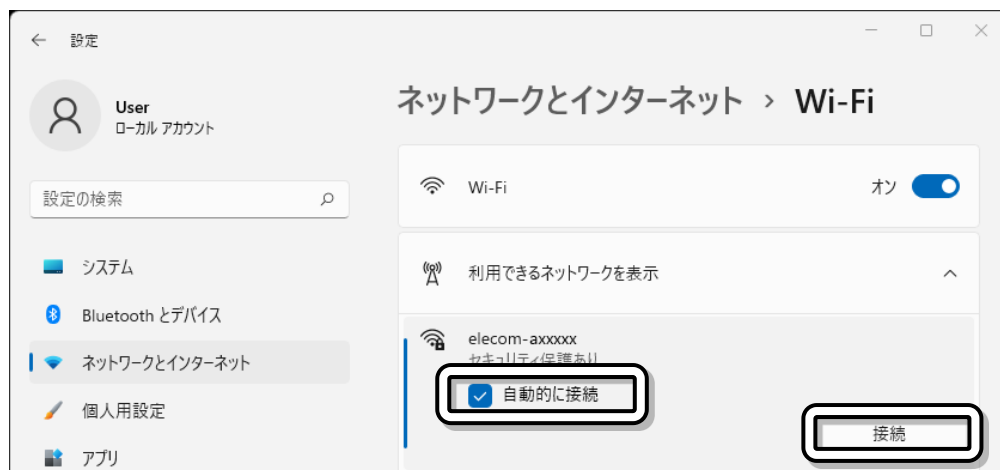 設定
User
ローカル アカウント
設定の検索
システム
Bluetooth とデバイス
ネットワークとインターネット
個人用設定
アプリ
ネットワークとインターネット › Wi-Fi
Wi-Fi
オン
利用できるネットワークを表示
elecom-axxxxx
セキュリティ保護あり
自動的に接続
接続